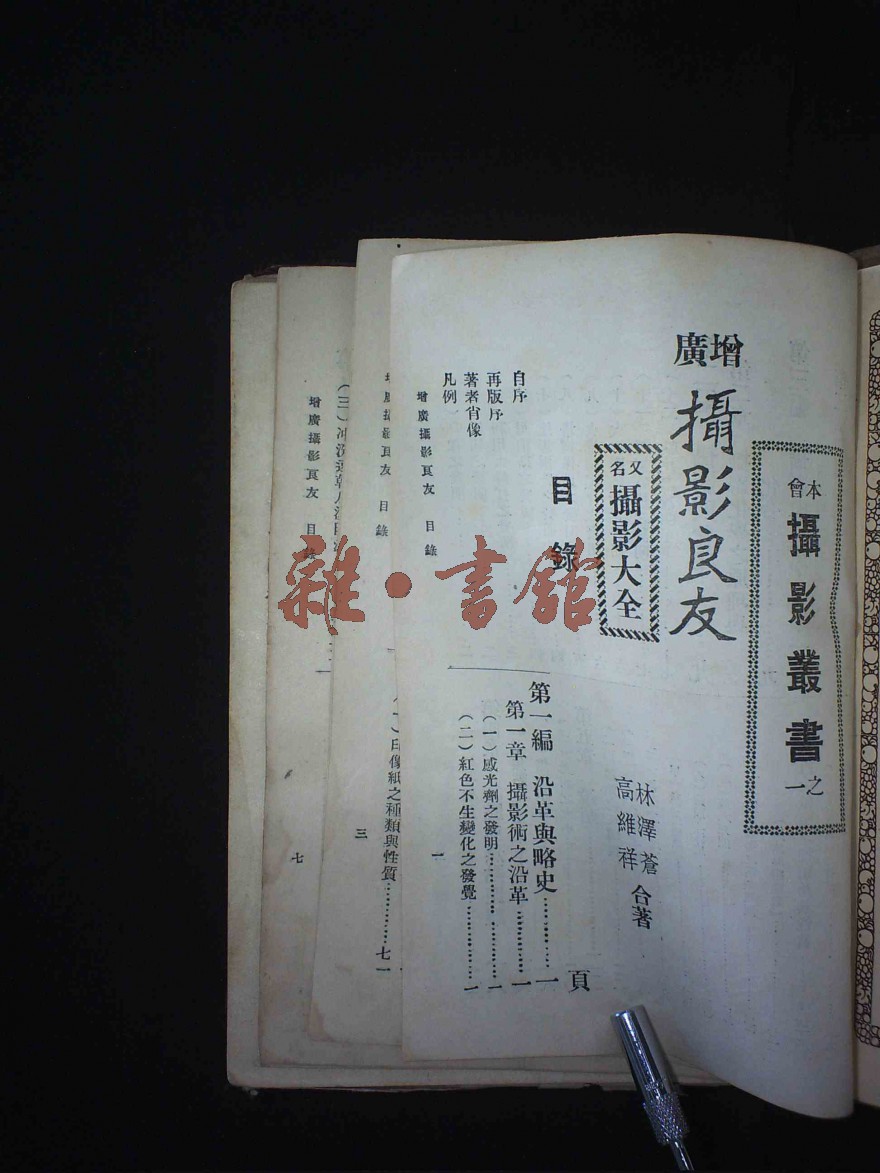 本會
攝影叢書
之一
增廣
攝影良友
又名
攝影大全
林澤蒼
高維祥
合著
目錄
頁
自序
再版序
著者肖像
凡例
第一編 沿革與略史…………一
第一章 攝影術之沿革…………一
(一)感光劑之發明…………一
(二)紅色不生變化之發覺…………一
增廣攝影良友 目錄
一
(一)印像紙之種類與性質…………七一
增廣攝影良友 目錄
三
(三)
增廣攝影良友 目錄
七
雜·書館